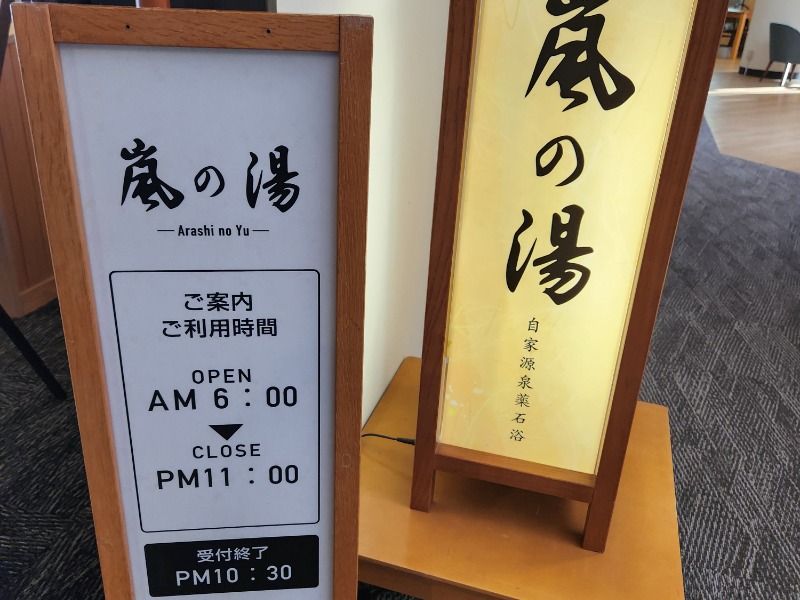 嵐の湯
Arashi no Yu
ご案内
ご利用時間
OPEN
AM 6：00
CLOSE
PM11：00
受付終了
PM10：30
嵐の湯
自家源泉薬石浴